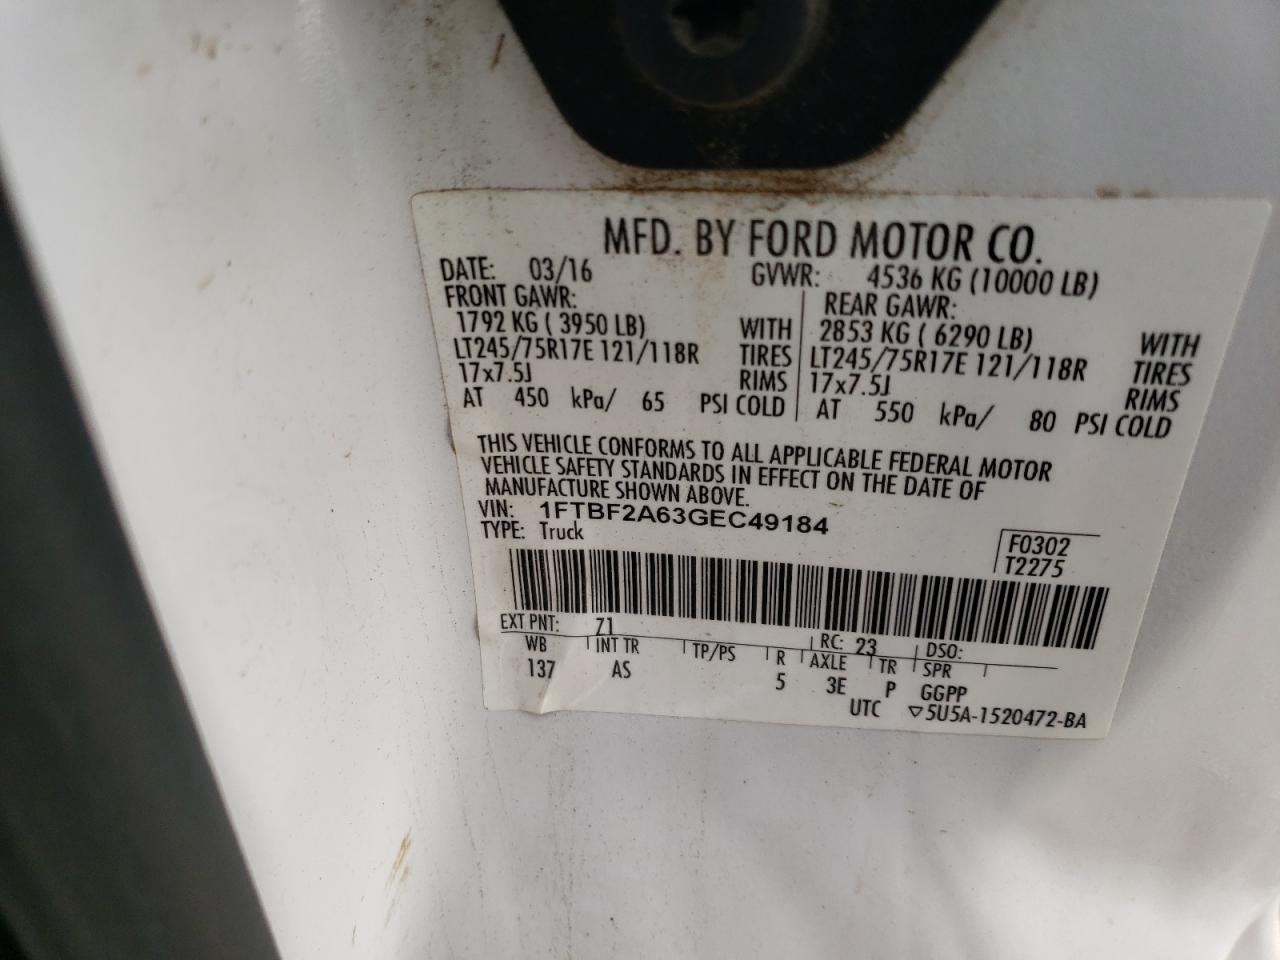 MFD. BY FORD MOTOR CO.
DATE: 03/16 GVWR: 4536 KG (10000 LB)
FRONT GAWR: REAR GAWR:
1792 KG ( 3950 LB) WITH 2853 KG ( 6290 LB) WITH
LT245/75R17E 121/118R TIRES LT245/75R17E 121/118R TIRES
17x7.5J RIMS 17x7.5J RIMS
AT 450 kPa/ 65 PSI COLD AT 550 kPa/ 80 PSI COLD
THIS VEHICLE CONFORMS TO ALL APPLICABLE FEDERAL MOTOR
VEHICLE SAFETY STANDARDS IN EFFECT ON THE DATE OF
MANUFACTURE SHOWN ABOVE.
VIN: 1FTBF2A63GEC49184
TYPE: Truck
F0302
T2275
EXT PNT: Z1 RC: 23 DSO:
WB INT TR TP/PS R AXLE TR SPR
137 AS 5 3E P GGPP
UTC ▽5U5A-1520472-BA